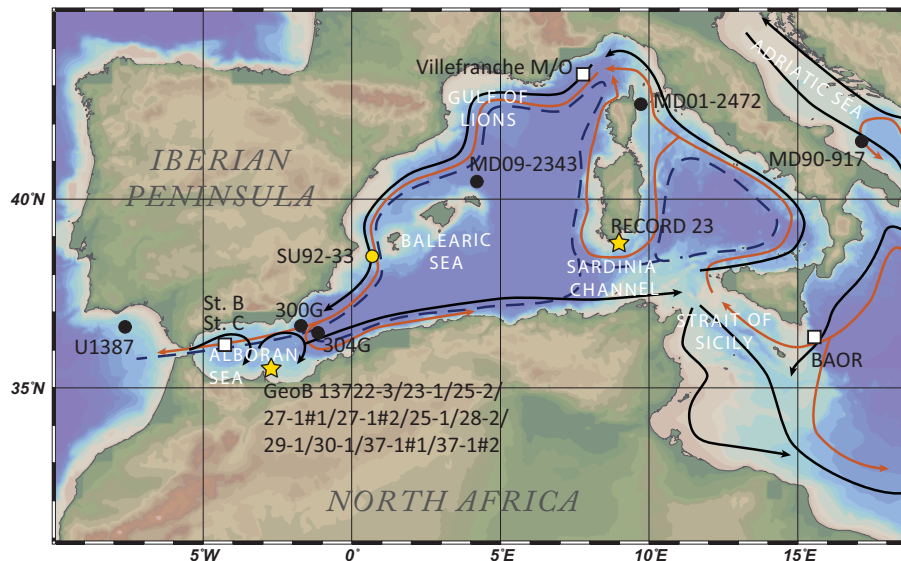 Villefranche M/O
ADRIATIC SEA
GULF OF
LIONS
MD01-2472
IBERIAN
PENINSULA
MD09-2343
MD90-917
40°N
RECORD 23
SU92-33
BALEARIC
SEA
SARDINIA
CHANNEL
St. B
St. C
300G
304G
STRAIT OF
SICILY
U1387
ALBORAN
SEA
BAOR
35°N
GeoB 13722-3/23-1/25-2/
27-1#1/27-1#2/25-1/28-2/
29-1/30-1/37-1#1/37-1#2
NORTH AFRICA
5°W
0°
5°E
10°E
15°E